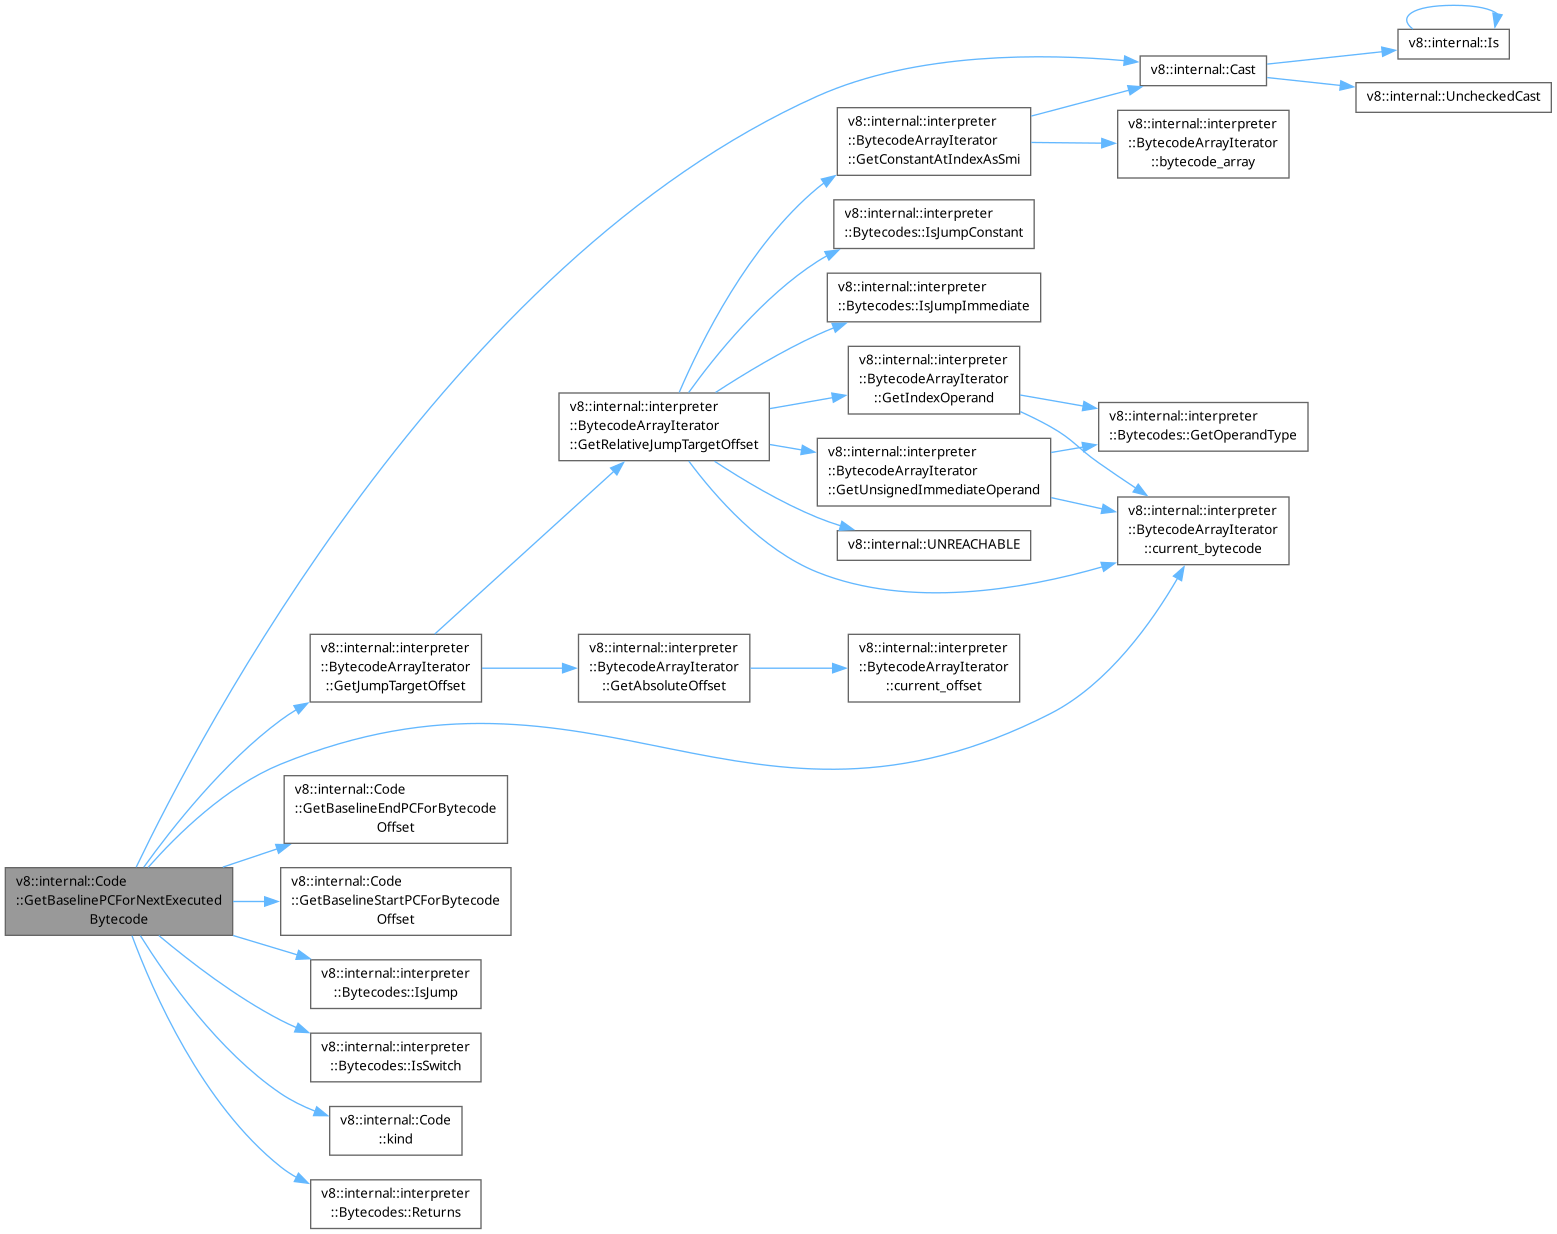 v8::internal::Is
v8::internal::Cast
v8::internal::UncheckedCast
v8::internal::interpreter
::BytecodeArrayIterator
::GetConstantAtIndexAsSmi
v8::internal::interpreter
::BytecodeArrayIterator
::bytecode_array
v8::internal::interpreter
::Bytecodes::IsJumpConstant
v8::internal::interpreter
::Bytecodes::IsJumpImmediate
v8::internal::interpreter
::BytecodeArrayIterator
::GetIndexOperand
v8::internal::interpreter
::BytecodeArrayIterator
::GetRelativeJumpTargetOffset
v8::internal::interpreter
::Bytecodes::GetOperandType
v8::internal::interpreter
::BytecodeArrayIterator
::GetUnsignedImmediateOperand
v8::internal::interpreter
::BytecodeArrayIterator
::current_bytecode
v8::internal::UNREACHABLE
v8::internal::interpreter
::BytecodeArrayIterator
::GetJumpTargetOffset
v8::internal::interpreter
::BytecodeArrayIterator
::GetAbsoluteOffset
v8::internal::interpreter
::BytecodeArrayIterator
::current_offset
v8::internal::Code
::GetBaselineEndPCForBytecode
Offset
v8::internal::Code
::GetBaselinePCForNextExecuted
Bytecode
v8::internal::Code
::GetBaselineStartPCForBytecode
Offset
v8::internal::interpreter
::Bytecodes::IsJump
v8::internal::interpreter
::Bytecodes::IsSwitch
v8::internal::Code
::kind
v8::internal::interpreter
::Bytecodes::Returns